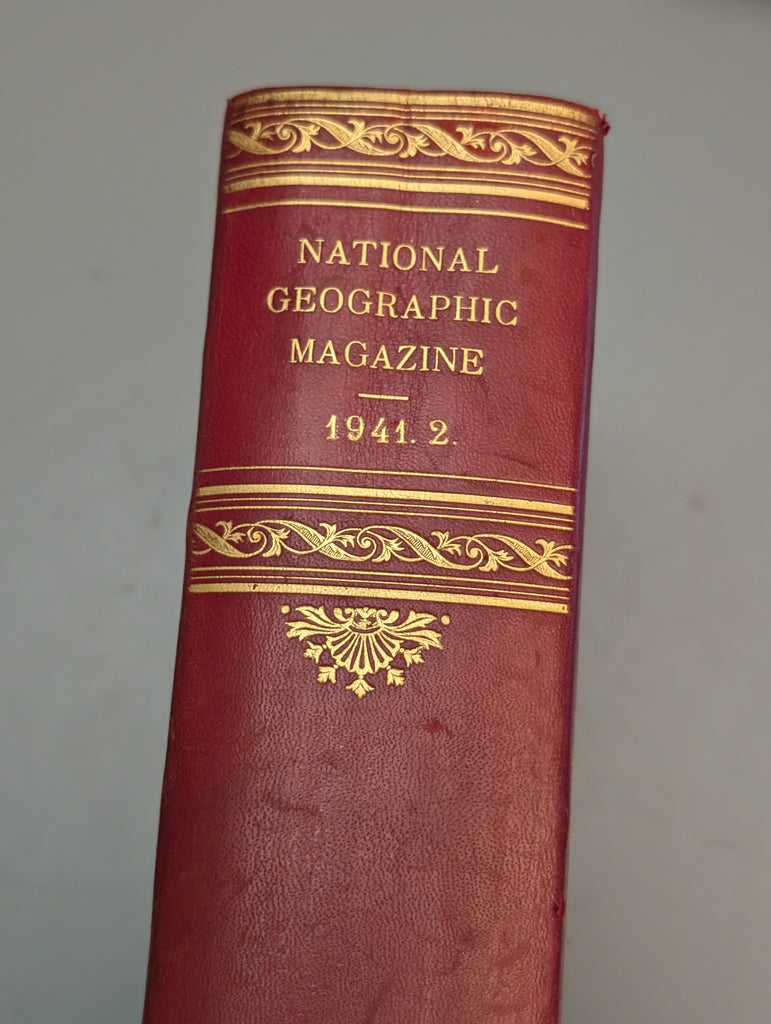 NATIONAL
GEOGRAPHIC
MAGAZINE
1941. 2.